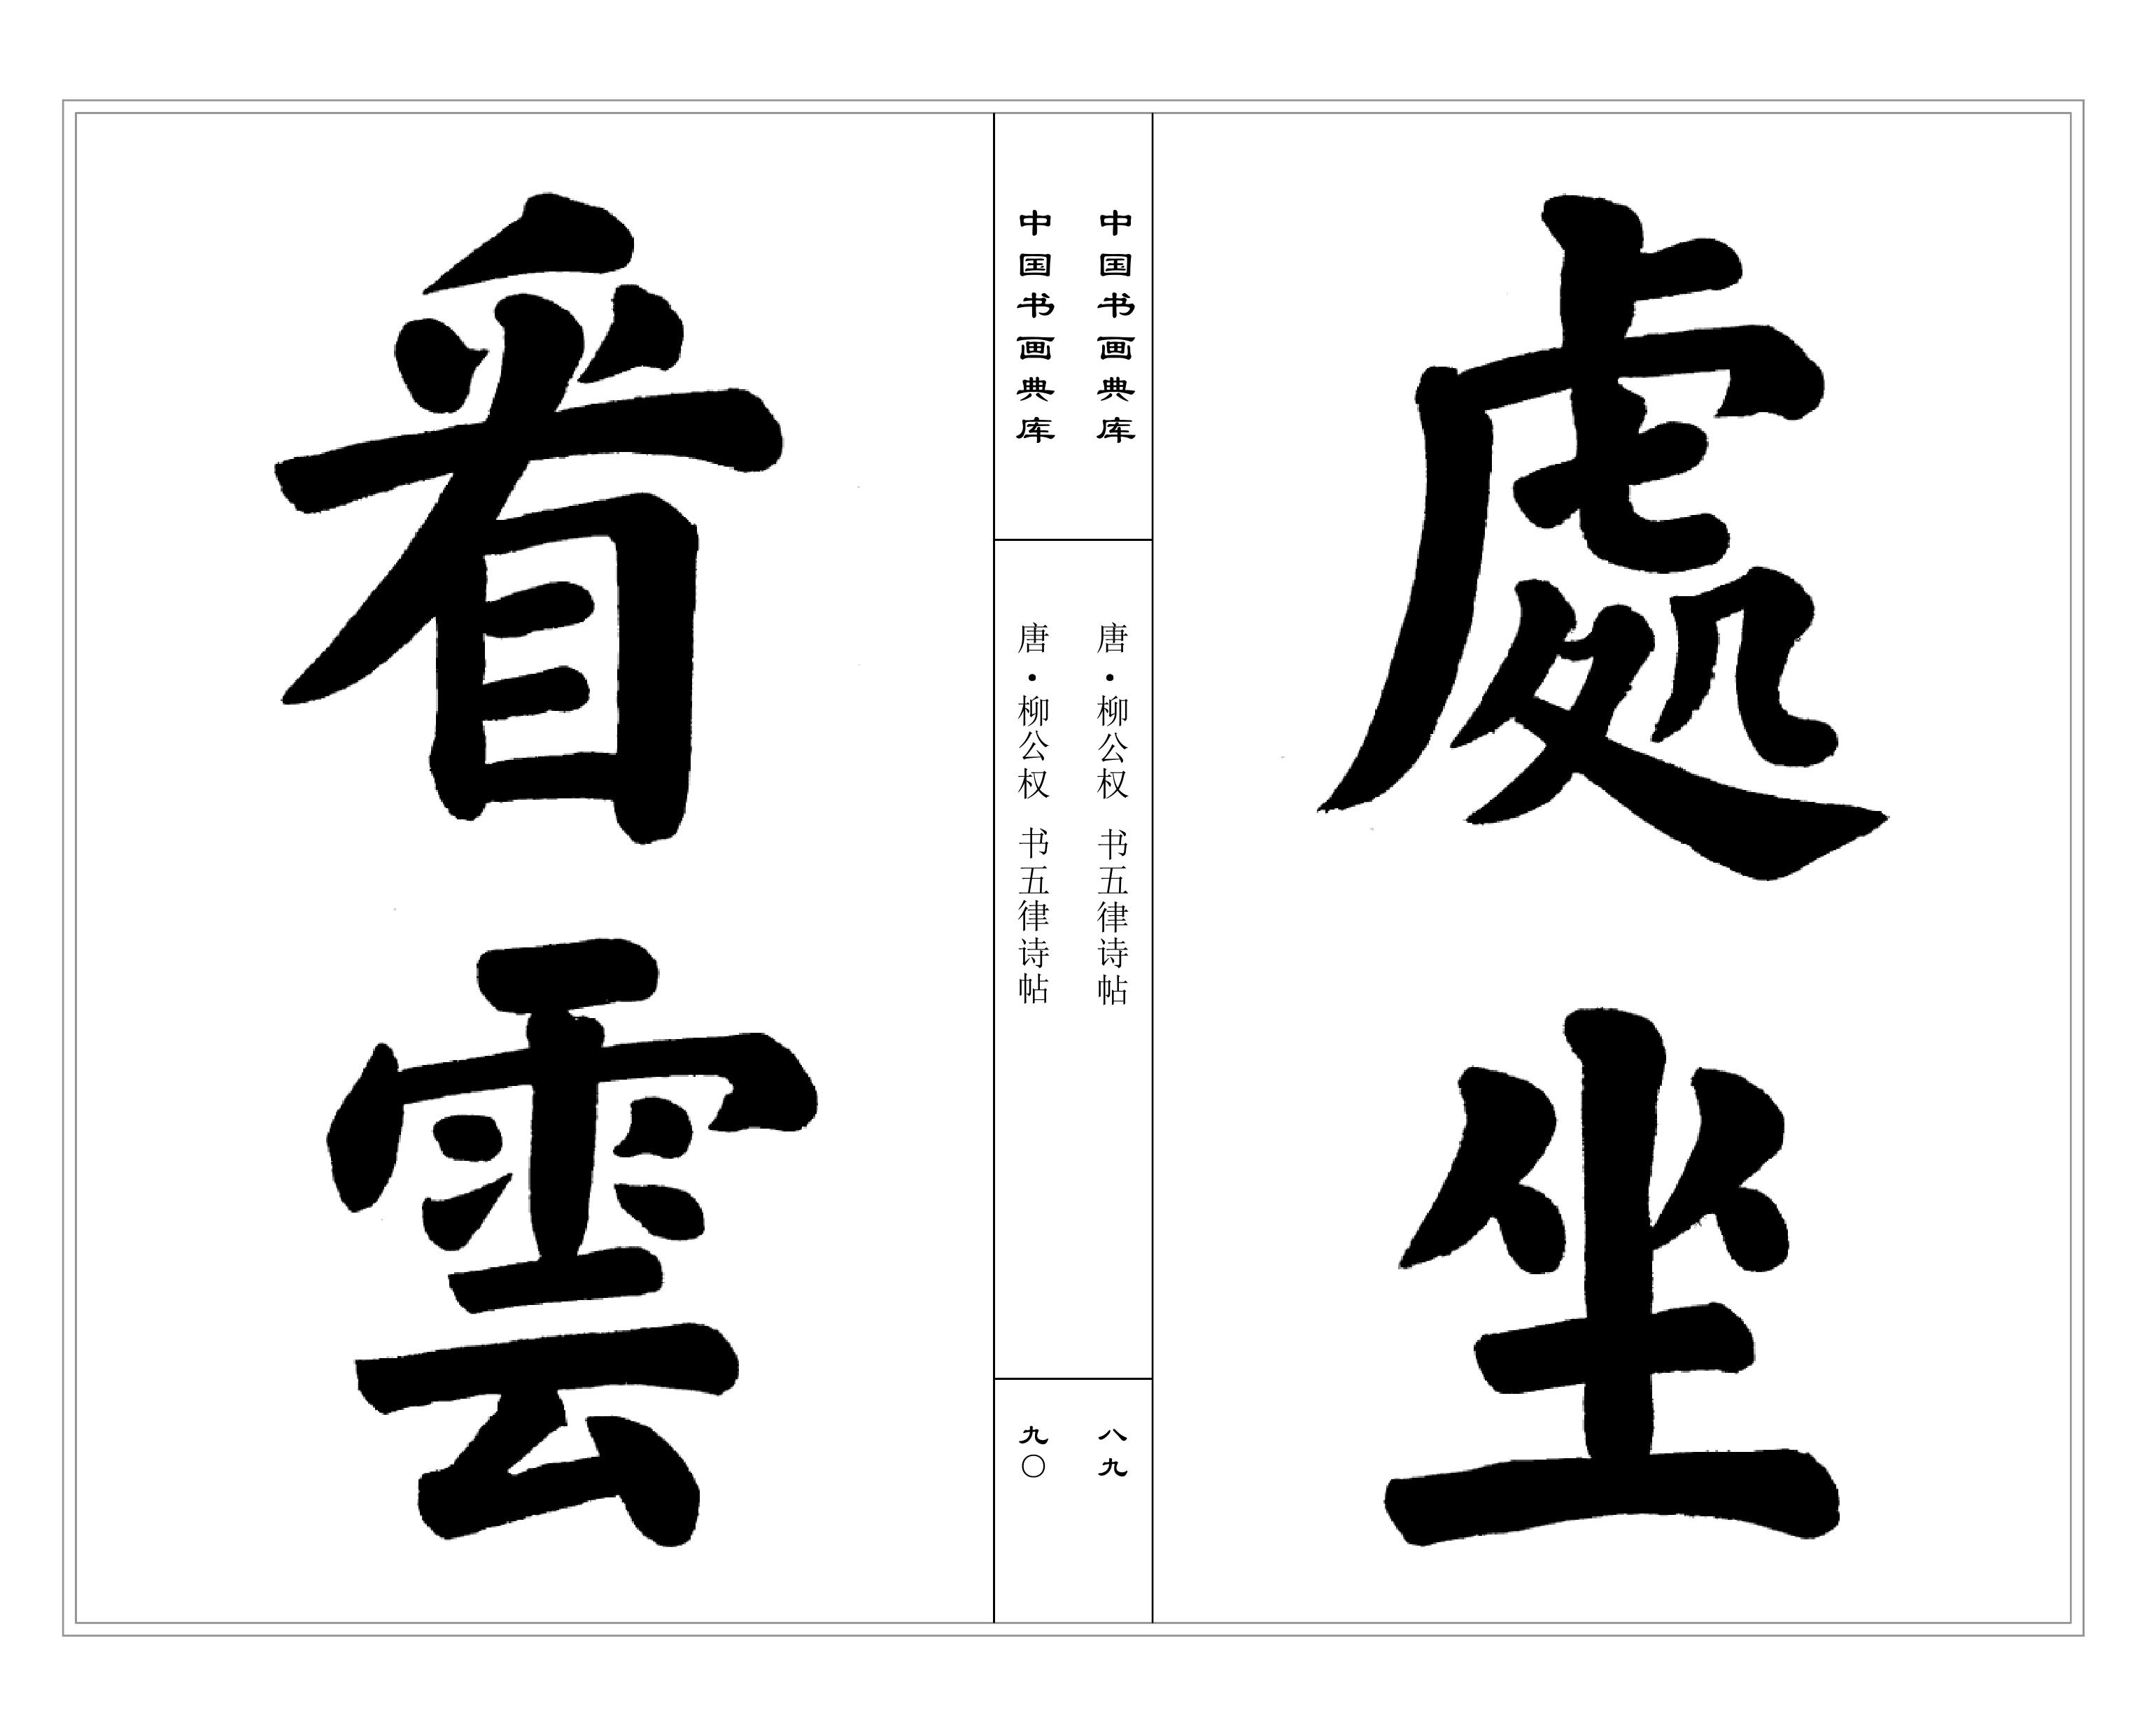 處坐
中国书画典库
唐·柳公权 书五律诗帖
八九
中国书画典库
唐·柳公权 书五律诗帖
九〇
看雲